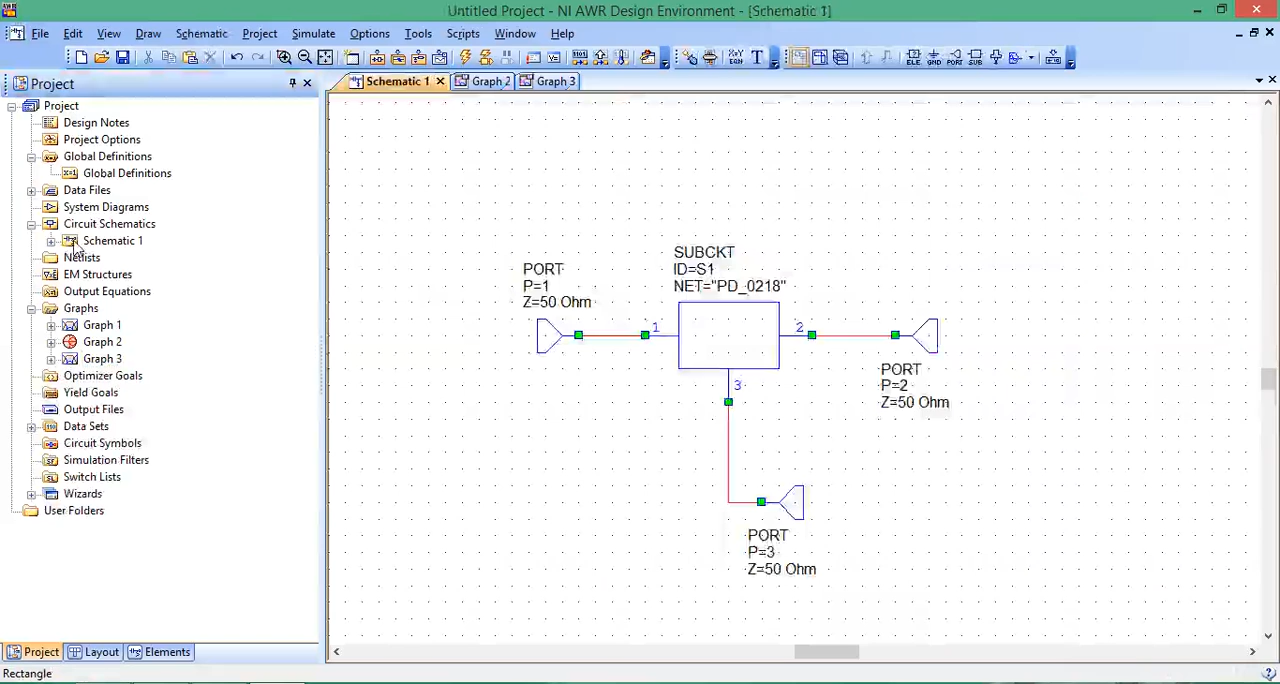 Untitled Project - NI AWR Design Environment - [Schematic 1]
File Edit View Draw Schematic Project Simulate Options Tools Scripts Window Help
Project
Schematic 1
Graph 2
Graph 3
Project
Design Notes
Project Options
Global Definitions
Global Definitions
Data Files
System Diagrams
Circuit Schematics
Schematic 1
Netlists
EM Structures
Output Equations
Graphs
Graph 1
Graph 2
Graph 3
Optimizer Goals
Yield Goals
Output Files
Data Sets
Circuit Symbols
Simulation Filters
Switch Lists
Wizards
User Folders
PORT
P=1
Z=50 Ohm
SUBCKT
ID=S1
NET="PD_0218"
1
2
3
PORT
P=2
Z=50 Ohm
PORT
P=3
Z=50 Ohm
Project Layout Elements
Rectangle